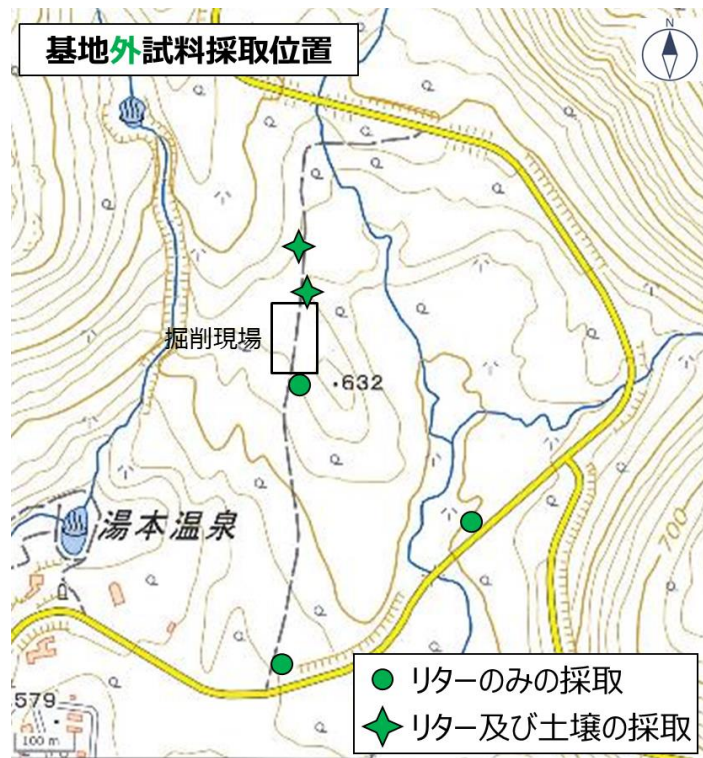 基地外試料採取位置
N
掘削現場
632
湯本温泉
700
リターのみの採取
リター及び土壌の採取
579
100 m